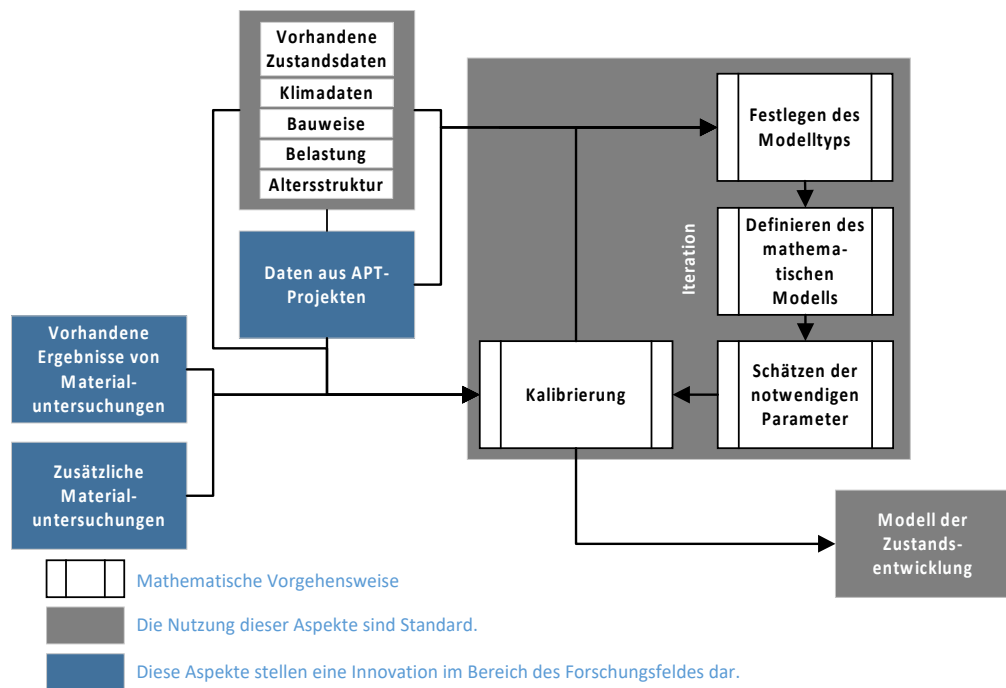 Vorhandene
Zustandsdaten
Klimadaten
Bauweise
Belastung
Altersstruktur
Daten aus APT-
Projekten
Vorhandene
Ergebnisse von
Material-
untersuchungen
Zusätzliche
Material-
untersuchungen
Festlegen des
Modelltyps
Definieren des
mathema-
tischen
Modells
Iteration
Schätzen der
notwendigen
Parameter
Kalibrierung
Modell der
Zustands-
entwicklung
Mathematische Vorgehensweise
Die Nutzung dieser Aspekte sind Standard.
Diese Aspekte stellen eine Innovation im Bereich des Forschungsfeldes dar.